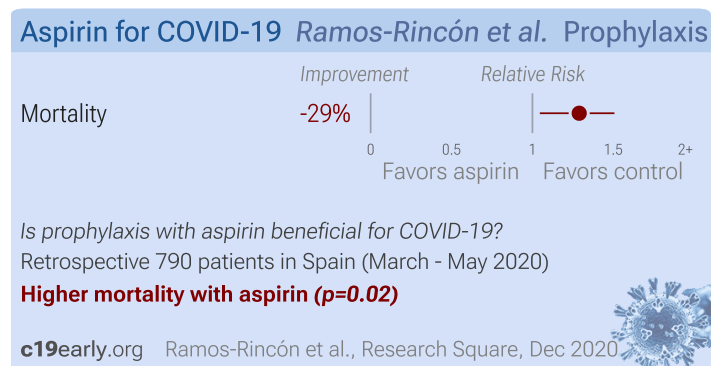 Aspirin for COVID-19 Ramos-Rincón et al. Prophylaxis
Improvement Relative Risk
Mortality -29%
0 0.5 1 1.5 2+
Favors aspirin Favors control
Is prophylaxis with aspirin beneficial for COVID-19?
Retrospective 790 patients in Spain (March - May 2020)
Higher mortality with aspirin (p=0.02)
c19early.org Ramos-Rincón et al., Research Square, Dec 2020